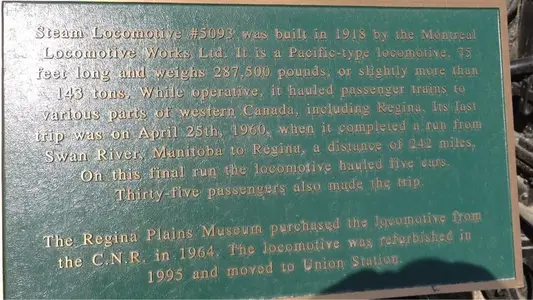 Steam Locomotive #5093 was built in 1918 by the Montreal
Locomotive Works Ltd. It is a Pacific-type locomotive, 75
feet long and weighs 287,500 pounds, or slightly more than
143 tons. While operative, it hauled passenger trains to
various parts of western Canada, including Regina. Its last
trip was on April 25th, 1960, when it completed a run from
Swan River, Manitoba to Regina, a distance of 242 miles.
On this final run the locomotive hauled five cars.
Thirty-five passengers also made the trip.
The Regina Plains Museum purchased the locomotive from
the C.N.R. in 1964. The locomotive was refurbished in
1995 and moved to Union Station.